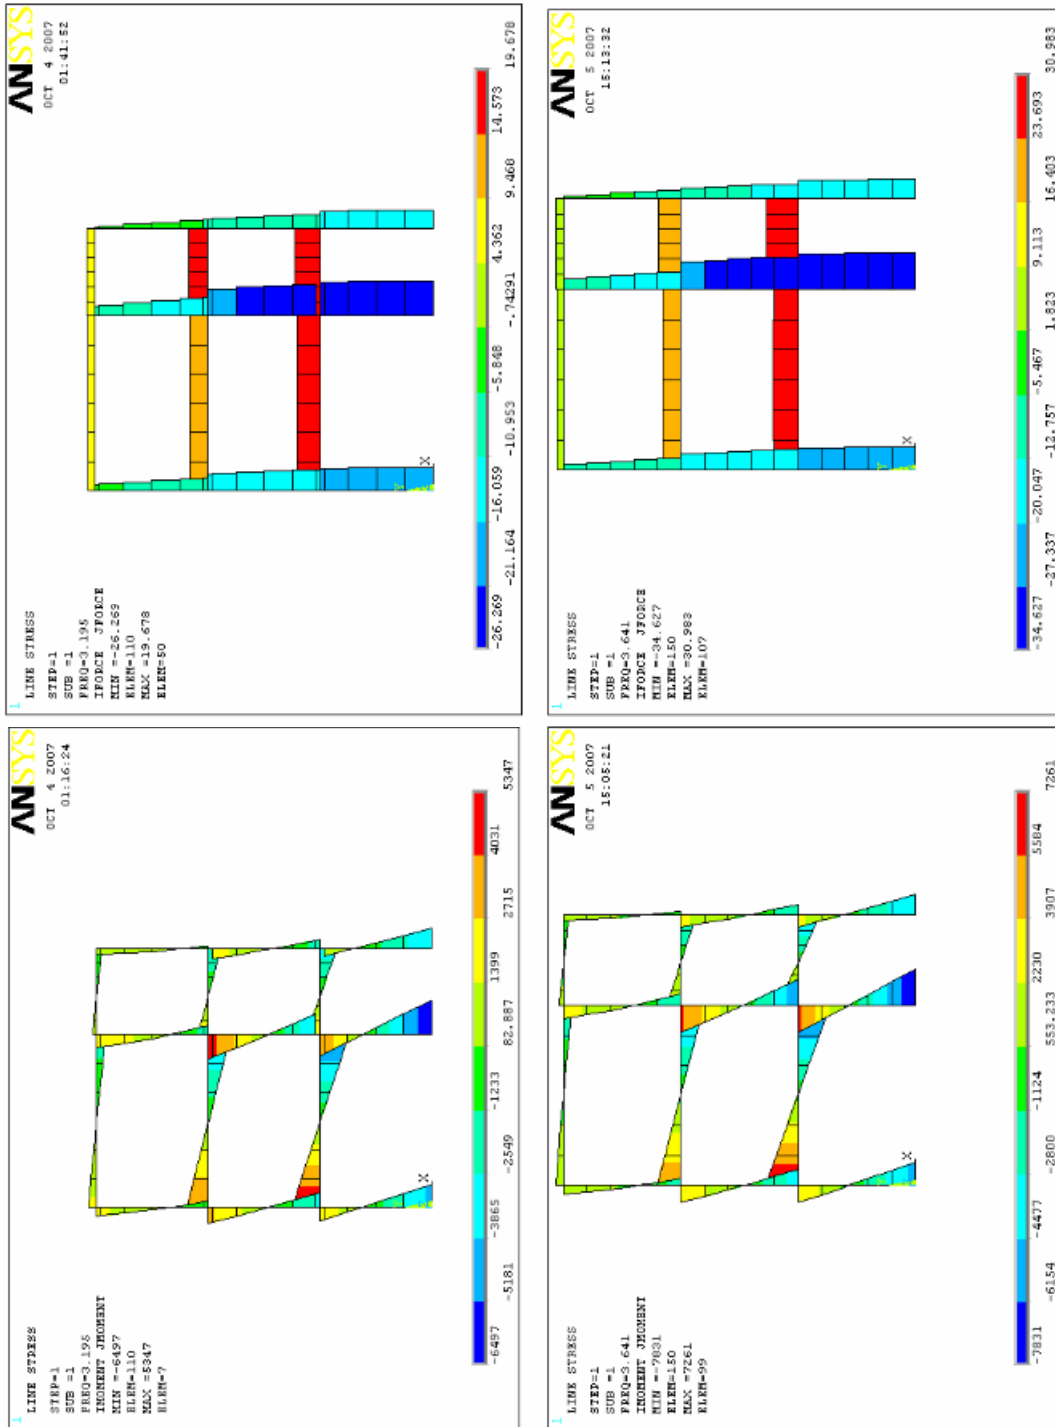 1
LINE STRESS
STEP=1
SUB =1
FREQ=3.195
IFORCE JFORCE
MIN =-26.269
ELEM=110
MAX =19.678
ELEM=50
ANSYS
OCT 4 2007
01:41:52
X
-26.269 -21.164 -16.059 -10.953 -5.848 -.74291 4.362 9.468 14.573 19.678
1
LINE STRESS
STEP=1
SUB =1
FREQ=3.641
IFORCE JFORCE
MIN =-34.627
ELEM=150
MAX =30.983
ELEM=107
ANSYS
OCT 5 2007
15:13:32
X
-34.627 -27.337 -20.047 -12.757 -5.467 1.823 9.113 16.403 23.693 30.983
1
LINE STRESS
STEP=1
SUB =1
FREQ=3.195
IMOMENT JMOMENT
MIN =-6497
ELEM=110
MAX =5347
ELEM=7
ANSYS
OCT 4 2007
01:16:24
X
-6497 -5181 -3865 -2549 -1233 82.887 1399 2715 4031 5347
1
LINE STRESS
STEP=1
SUB =1
FREQ=3.641
IMOMENT JMOMENT
MIN =-7831
ELEM=150
MAX =7261
ELEM=99
ANSYS
OCT 5 2007
15:05:21
X
-7831 -6154 -4477 -2800 -1124 553.233 2230 3907 5584 7261